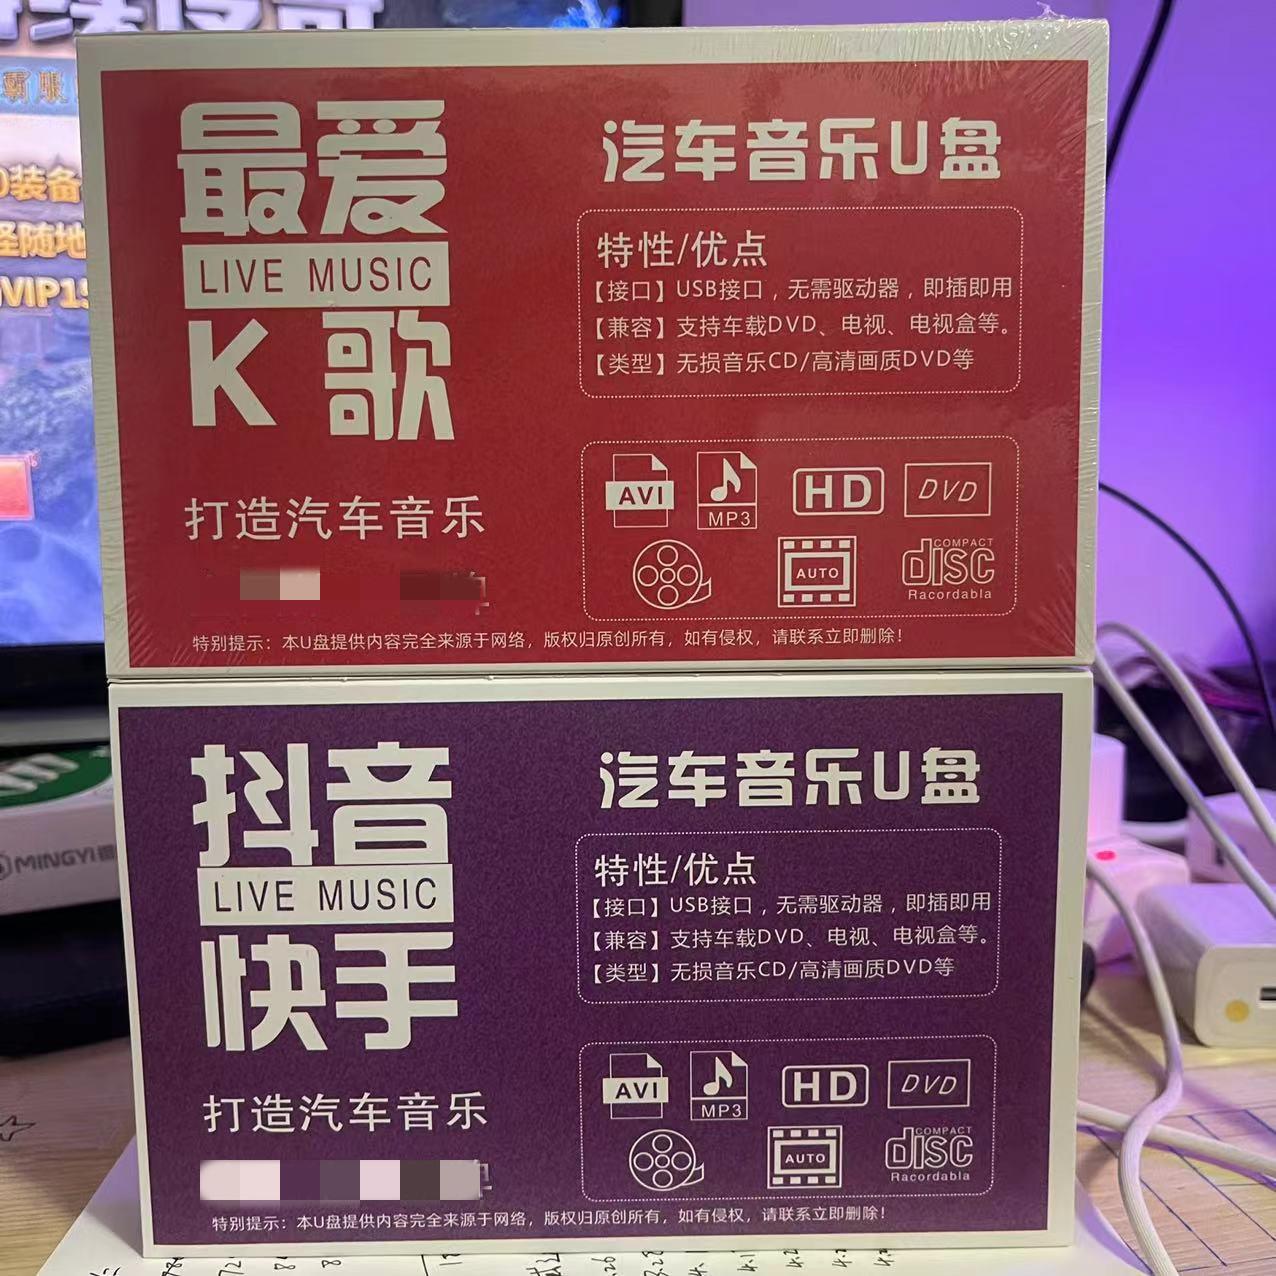 霸服
0装备
怪随地
VIP15
最爱
LIVE MUSIC
K 歌
打造汽车音乐
特别提示：本U盘提供内容完全来源于网络，版权归原创所有，如有侵权，请联系立即删除！
汽车音乐U盘
特性/优点
【接口】USB接口，无需驱动器，即插即用
【兼容】支持车载DVD、电视、电视盒等。
【类型】无损音乐CD/高清画质DVD等
AVI
MP3
HD
DVD
AUTO
COMPACT
disc
Racordabla
抖音
LIVE MUSIC
快手
打造汽车音乐
特别提示：本U盘提供内容完全来源于网络，版权归原创所有，如有侵权，请联系立即删除！
汽车音乐U盘
特性/优点
【接口】USB接口，无需驱动器，即插即用
【兼容】支持车载DVD、电视、电视盒等。
【类型】无损音乐CD/高清画质DVD等
AVI
MP3
HD
DVD
AUTO
COMPACT
disc
Racordabla
MINGYI